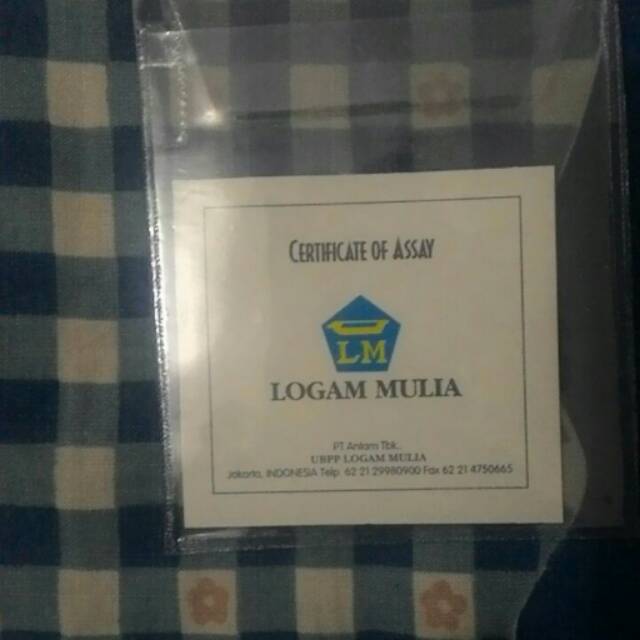 CERTIFICATE OF ASSAY
LM
LOGAM MULIA
PT Antam Tbk..
UBPP LOGAM MULIA
Jakarta, INDONESIA Telp: 62 21 29980900 Fax 62 21 4750665